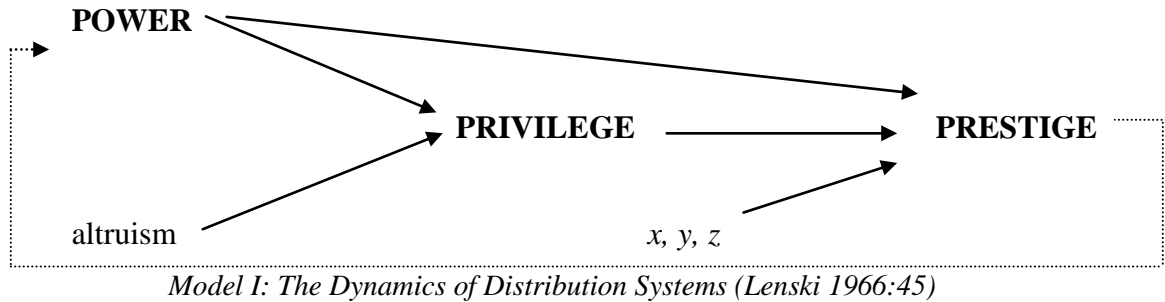 POWER
PRIVILEGE
PRESTIGE
altruism
x, y, z
Model I: The Dynamics of Distribution Systems (Lenski 1966:45)